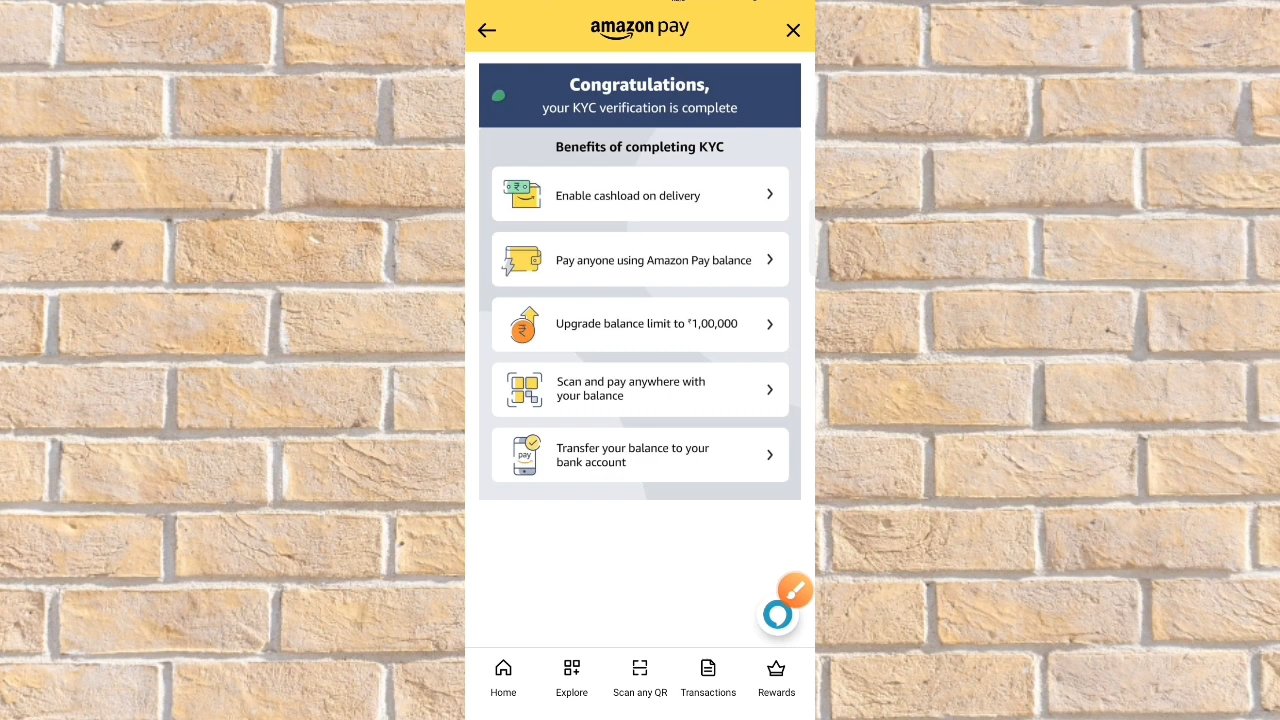 amazon pay
Congratulations,
your KYC verification is complete
Benefits of completing KYC
₹
Enable cashload on delivery
Pay anyone using Amazon Pay balance
₹
Upgrade balance limit to ₹1,00,000
Scan and pay anywhere with
your balance
pay
Transfer your balance to your
bank account
Home
Explore
Scan any QR
Transactions
Rewards